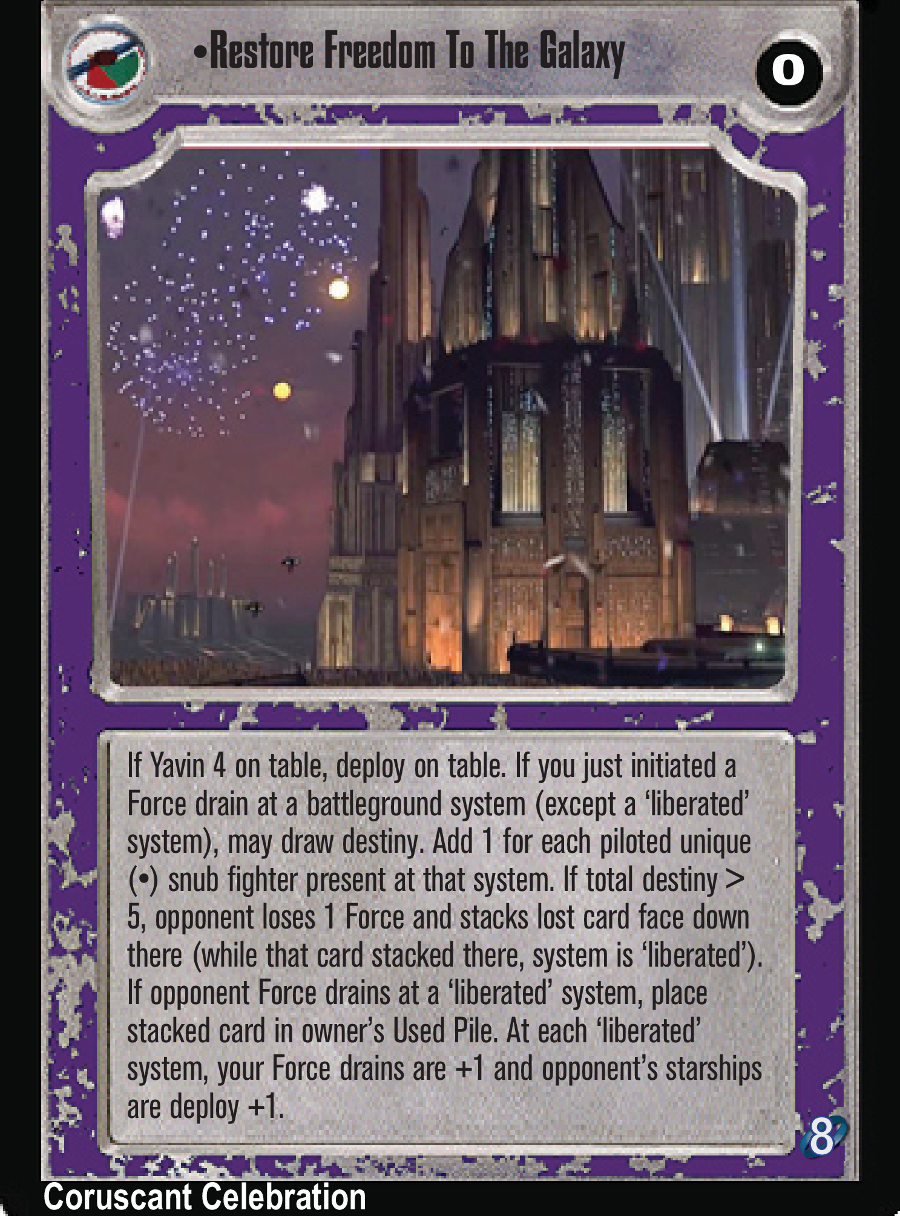 •Restore Freedom To The Galaxy
0
If Yavin 4 on table, deploy on table. If you just initiated a
Force drain at a battleground system (except a ‘liberated’
system), may draw destiny. Add 1 for each piloted unique
(•) snub fighter present at that system. If total destiny >
5, opponent loses 1 Force and stacks lost card face down
there (while that card stacked there, system is ‘liberated’).
If opponent Force drains at a ‘liberated’ system, place
stacked card in owner’s Used Pile. At each ‘liberated’
system, your Force drains are +1 and opponent’s starships
are deploy +1.
8
Coruscant Celebration